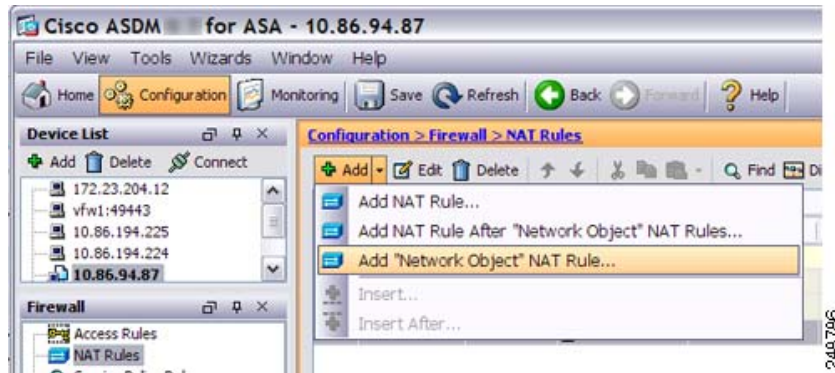 Cisco ASDM for ASA - 10.86.94.87
File View Tools Wizards Window Help
Home Configuration Monitoring Save Refresh Back Forward Help
Device List
Add Delete Connect
172.23.204.12
vfw1:49443
10.86.194.225
10.86.194.224
10.86.94.87
Firewall
Access Rules
NAT Rules
Configuration > Firewall > NAT Rules
Add Edit Delete Find Di
Add NAT Rule...
Add NAT Rule After "Network Object" NAT Rules...
Add "Network Object" NAT Rule...
Insert...
Insert After...